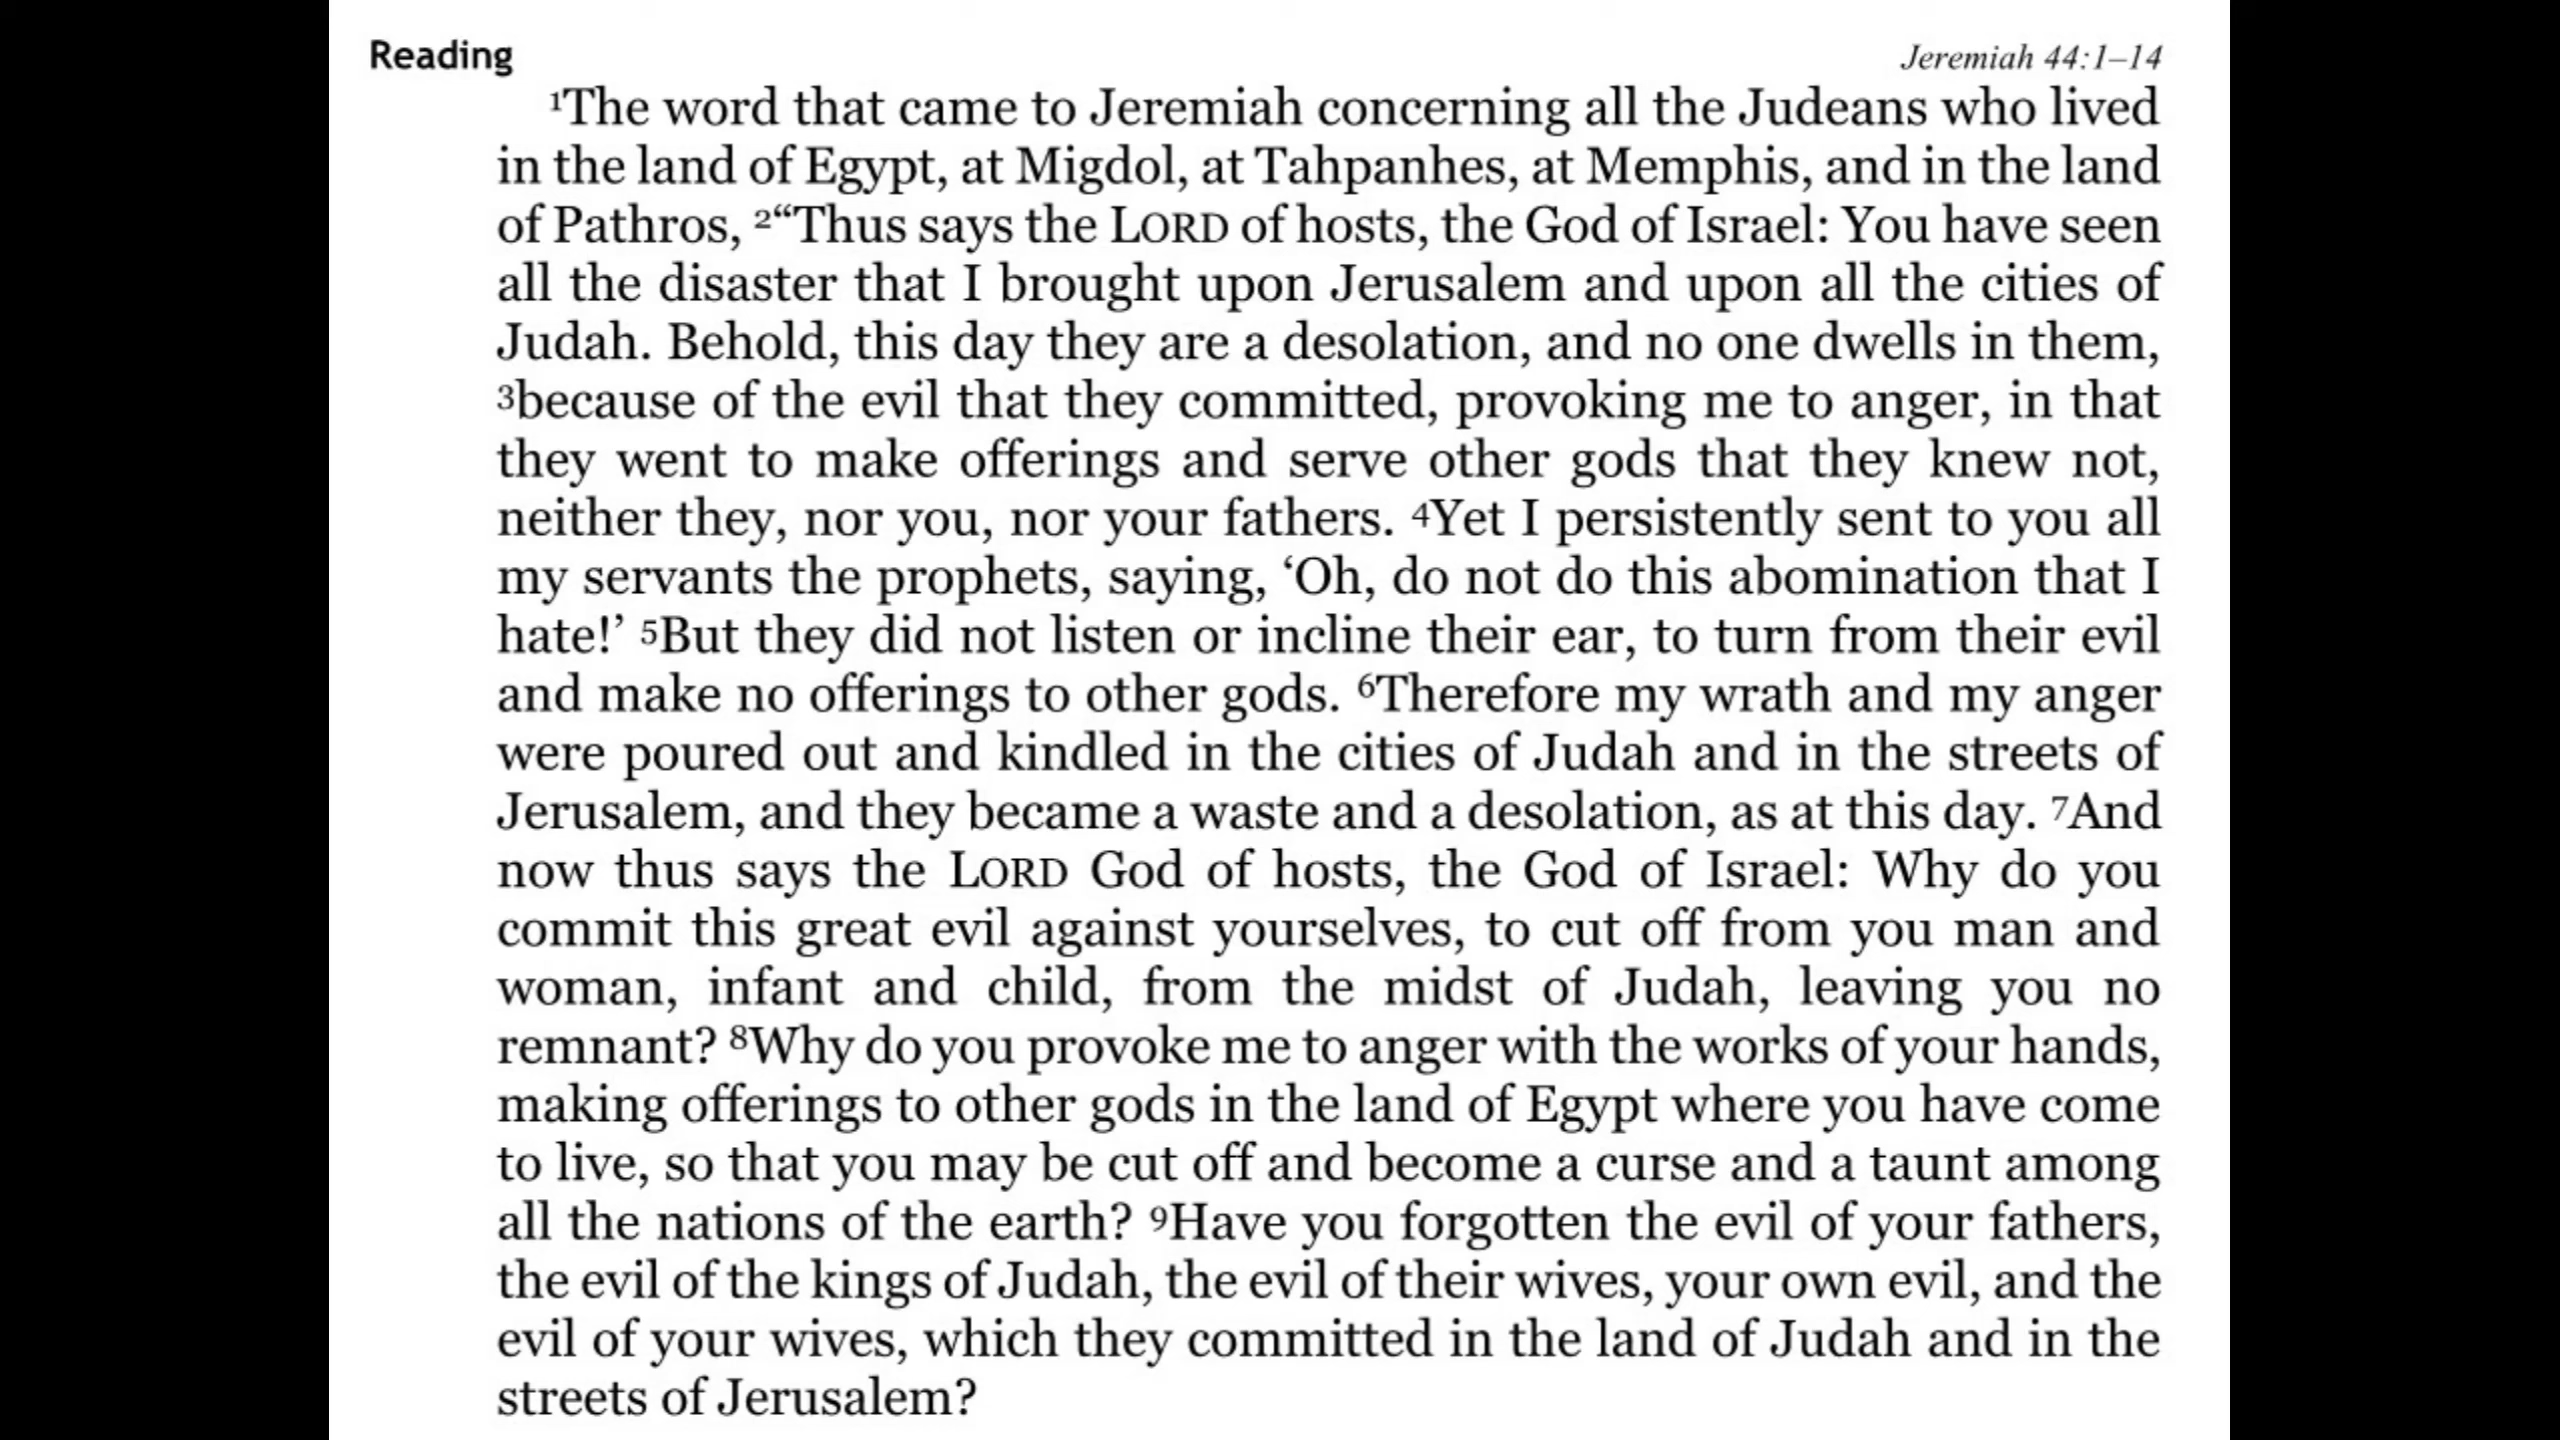 Reading Jeremiah 44:1–14
¹The word that came to Jeremiah concerning all the Judeans who lived
in the land of Egypt, at Migdol, at Tahpanhes, at Memphis, and in the land
of Pathros, ²“Thus says the LORD of hosts, the God of Israel: You have seen
all the disaster that I brought upon Jerusalem and upon all the cities of
Judah. Behold, this day they are a desolation, and no one dwells in them,
³because of the evil that they committed, provoking me to anger, in that
they went to make offerings and serve other gods that they knew not,
neither they, nor you, nor your fathers. ⁴Yet I persistently sent to you all
my servants the prophets, saying, ‘Oh, do not do this abomination that I
hate!’ ⁵But they did not listen or incline their ear, to turn from their evil
and make no offerings to other gods. ⁶Therefore my wrath and my anger
were poured out and kindled in the cities of Judah and in the streets of
Jerusalem, and they became a waste and a desolation, as at this day. ⁷And
now thus says the LORD God of hosts, the God of Israel: Why do you
commit this great evil against yourselves, to cut off from you man and
woman, infant and child, from the midst of Judah, leaving you no
remnant? ⁸Why do you provoke me to anger with the works of your hands,
making offerings to other gods in the land of Egypt where you have come
to live, so that you may be cut off and become a curse and a taunt among
all the nations of the earth? ⁹Have you forgotten the evil of your fathers,
the evil of the kings of Judah, the evil of their wives, your own evil, and the
evil of your wives, which they committed in the land of Judah and in the
streets of Jerusalem?